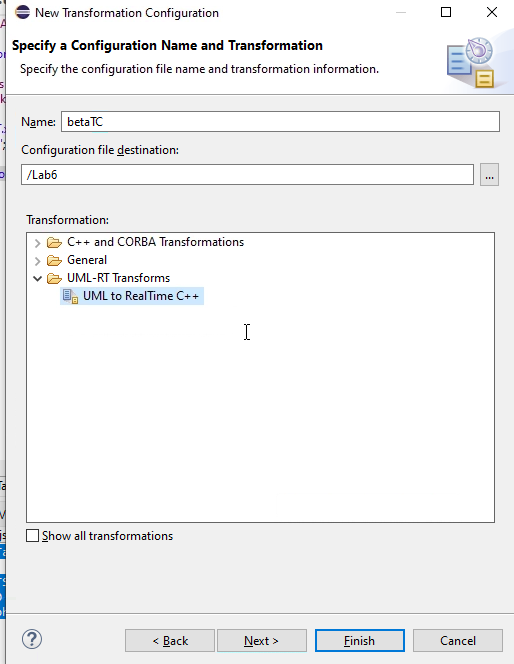 New Transformation Configuration
Specify a Configuration Name and Transformation
Specify the configuration file name and transformation information.
Name: betaTC
Configuration file destination:
/Lab6
...
Transformation:
C++ and CORBA Transformations
General
UML-RT Transforms
UML to RealTime C++
Show all transformations
? < Back Next > Finish Cancel